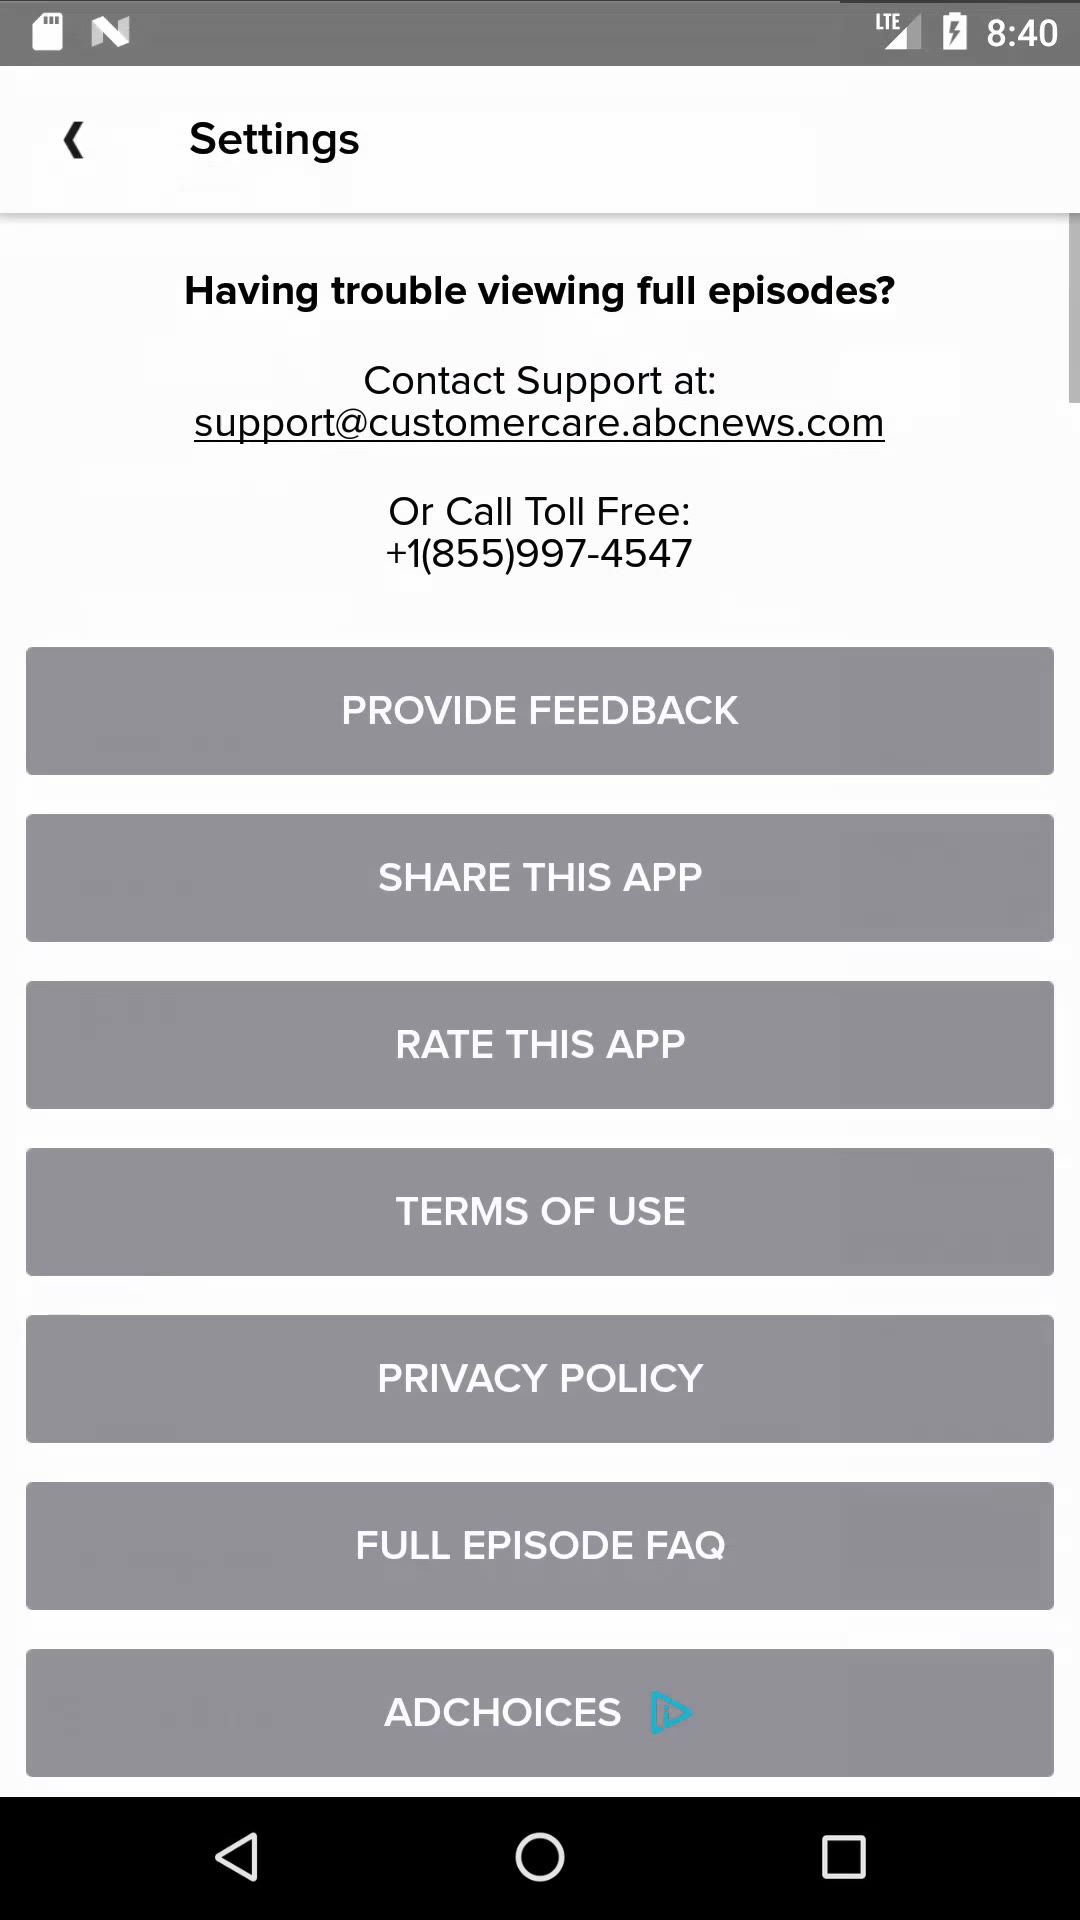 LTE 8:40
Settings
Having trouble viewing full episodes?
Contact Support at:
support@customercare.abcnews.com
Or Call Toll Free:
+1(855)997-4547
PROVIDE FEEDBACK
SHARE THIS APP
RATE THIS APP
TERMS OF USE
PRIVACY POLICY
FULL EPISODE FAQ
ADCHOICES